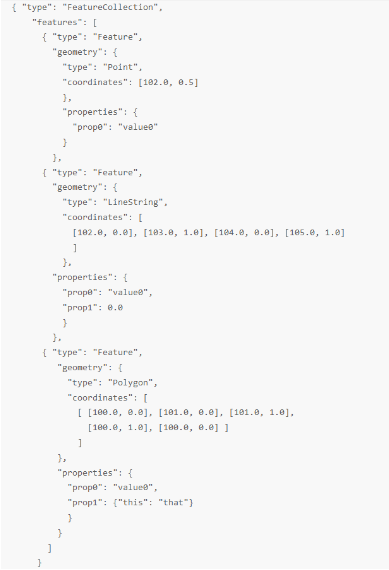 { "type": "FeatureCollection",
"features": [
{ "type": "Feature",
"geometry": {
"type": "Point",
"coordinates": [102.0, 0.5]
},
"properties": {
"prop0": "value0"
}
},
{ "type": "Feature",
"geometry": {
"type": "LineString",
"coordinates": [
[102.0, 0.0], [103.0, 1.0], [104.0, 0.0], [105.0, 1.0]
]
},
"properties": {
"prop0": "value0",
"prop1": 0.0
}
},
{ "type": "Feature",
"geometry": {
"type": "Polygon",
"coordinates": [
[ [100.0, 0.0], [101.0, 0.0], [101.0, 1.0],
[100.0, 1.0], [100.0, 0.0] ]
]
},
"properties": {
"prop0": "value0",
"prop1": {"this": "that"}
}
}
]
}